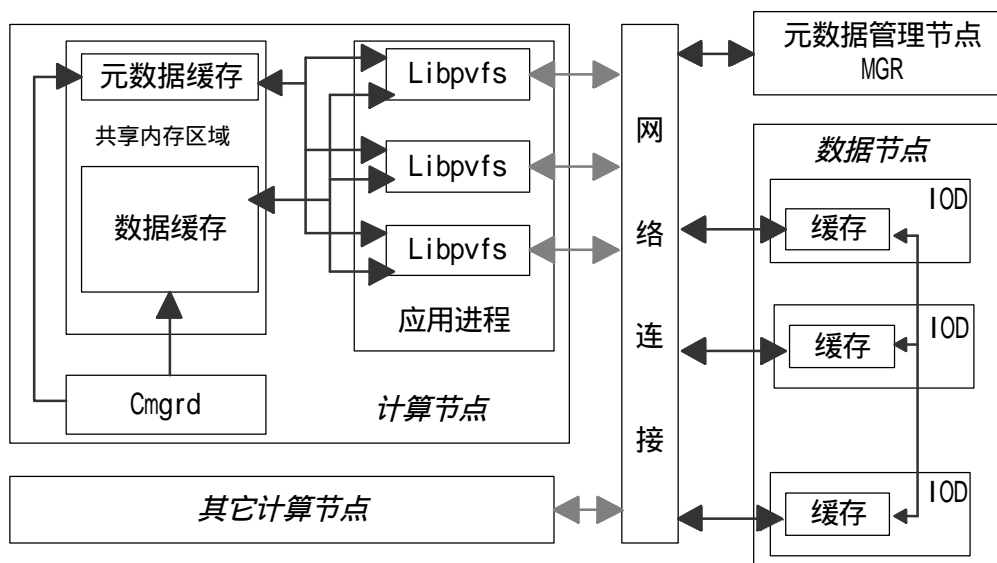 元数据缓存
共享内存区域
数据缓存
Cmgrd
Libpvfs
Libpvfs
Libpvfs
应用进程
计算节点
其它计算节点
网
络
连
接
元数据管理节点
MGR
数据节点
IOD
缓存
IOD
缓存
IOD
缓存